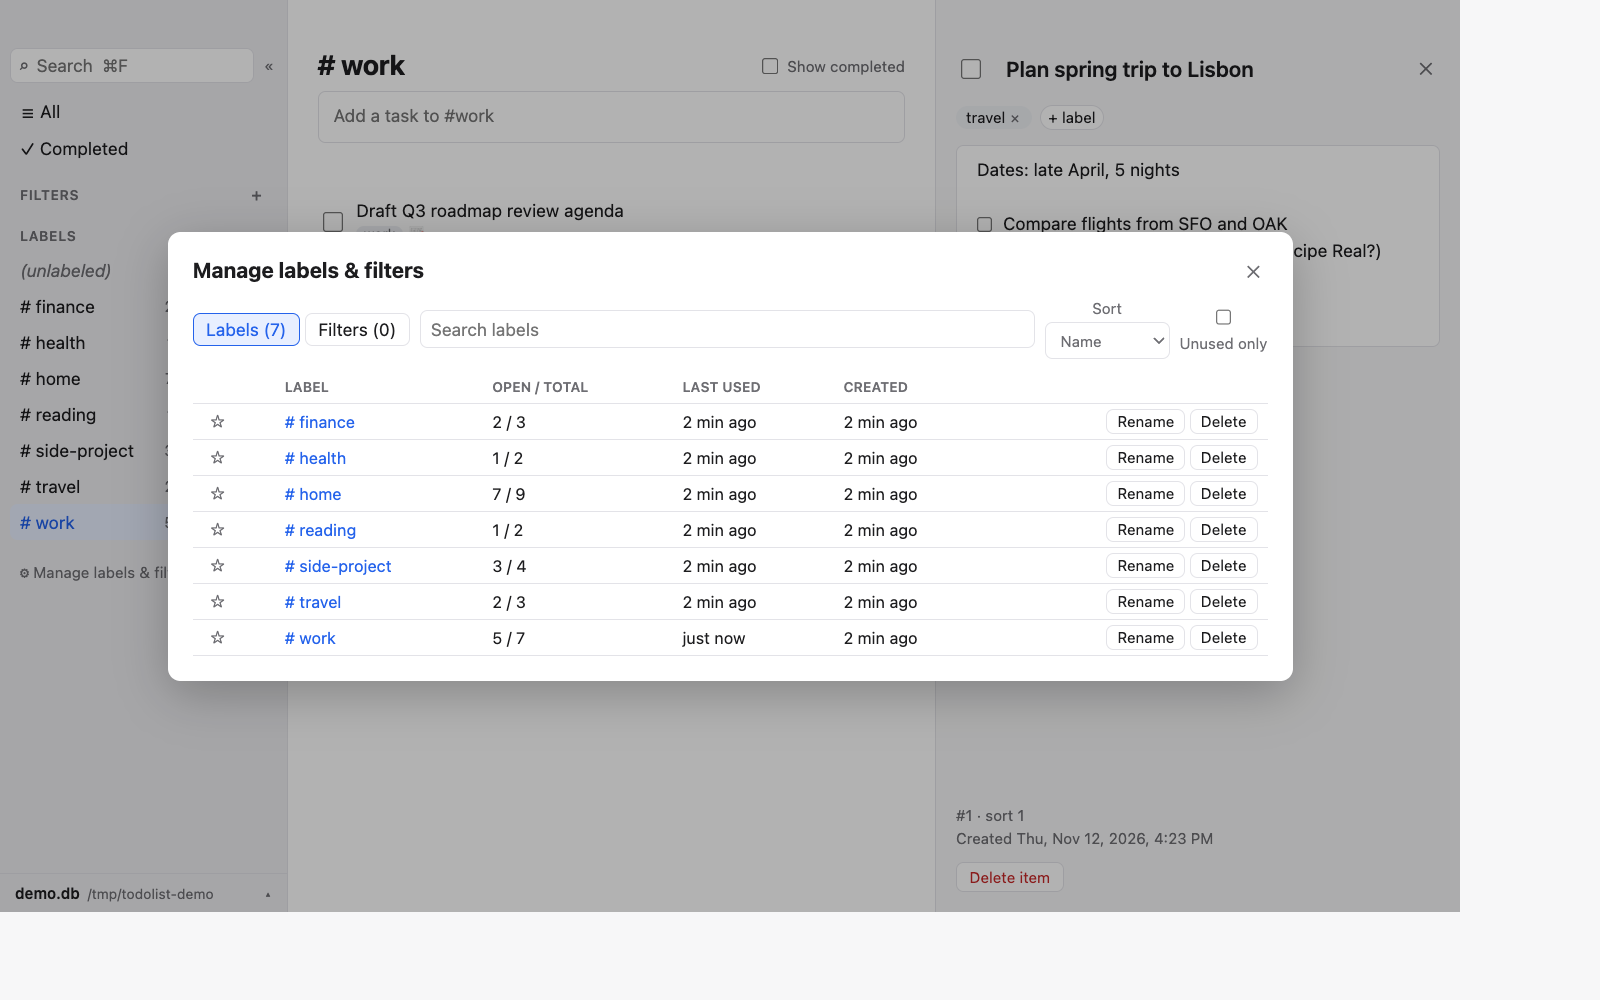 Search ⌘F «
≡ All
✓ Completed
FILTERS +
LABELS
(unlabeled)
# finance
# health
# home
# reading
# side-project
# travel
# work
Manage labels &
demo.db /tmp/todolist-demo
# work
Show completed
Add a task to #work
Draft Q3 roadmap review agenda
Plan spring trip to Lisbon
travel × + label
Dates: late April, 5 nights
Compare flights from SFO and OAK
Real?)
#1 · sort 1
Created Thu, Nov 12, 2026, 4:23 PM
Delete item
Manage labels & filters
Labels (7) Filters (0) Search labels
Sort
Name
Unused only
LABEL OPEN / TOTAL LAST USED CREATED
☆ # finance 2 / 3 2 min ago 2 min ago Rename Delete
☆ # health 1 / 2 2 min ago 2 min ago Rename Delete
☆ # home 7 / 9 2 min ago 2 min ago Rename Delete
☆ # reading 1 / 2 2 min ago 2 min ago Rename Delete
☆ # side-project 3 / 4 2 min ago 2 min ago Rename Delete
☆ # travel 2 / 3 2 min ago 2 min ago Rename Delete
☆ # work 5 / 7 just now 2 min ago Rename Delete